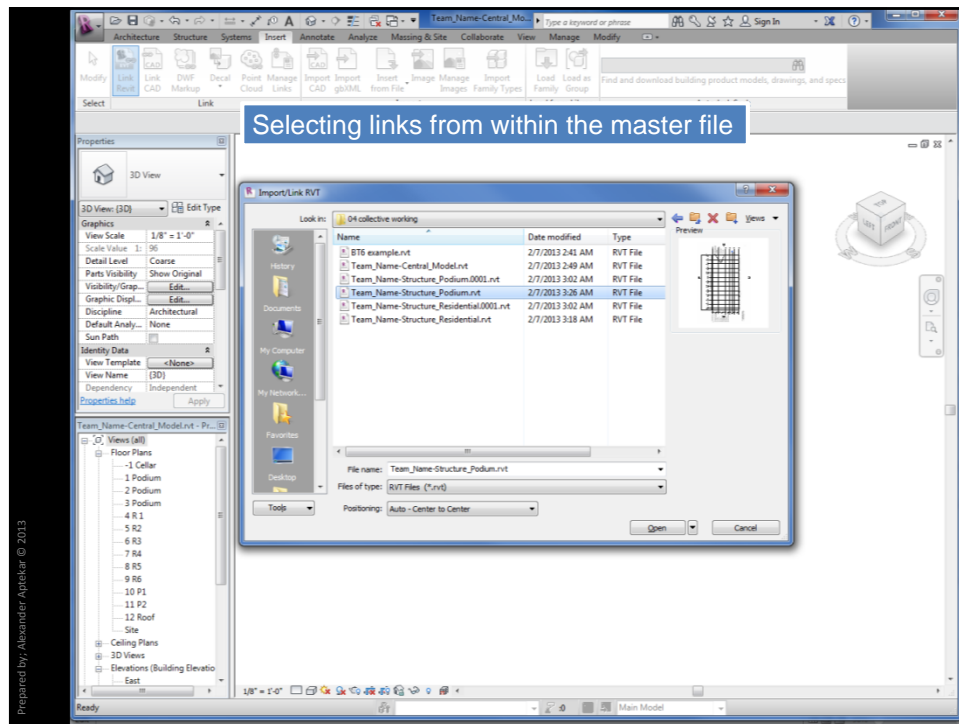 Team_Name-Central_Mo...
Type a keyword or phrase
Sign In
Architecture Structure Systems Insert Annotate Analyze Massing & Site Collaborate View Manage Modify
Modify
Link Revit
Link CAD
DWF Markup
Decal
Point Cloud
Manage Links
Import CAD
Import gbXML
Insert from File
Image
Manage Images
Import Family Types
Load Family
Load as Group
Find and download building product models, drawings, and specs
Select
Link
Selecting links from within the master file
Properties
3D View
3D View: {3D}
Edit Type
Graphics
View Scale 1/8" = 1'-0"
Scale Value 1: 96
Detail Level Coarse
Parts Visibility Show Original
Visibility/Grap... Edit...
Graphic Displ... Edit...
Discipline Architectural
Default Analy... None
Sun Path
Identity Data
View Template <None>
View Name {3D}
Dependency Independent
Properties help Apply
Import/Link RVT
Look in: 04 collective working
Views
Name Date modified Type
Preview
BT6 example.rvt 2/7/2013 2:41 AM RVT File
Team_Name-Central_Model.rvt 2/7/2013 2:49 AM RVT File
Team_Name-Structure_Podium.0001.rvt 2/7/2013 3:02 AM RVT File
Team_Name-Structure_Podium.rvt 2/7/2013 3:26 AM RVT File
Team_Name-Structure_Residential.0001.rvt 2/7/2013 3:02 AM RVT File
Team_Name-Structure_Residential.rvt 2/7/2013 3:18 AM RVT File
History
Documents
My Computer
My Network...
Favorites
Desktop
File name: Team_Name-Structure_Podium.rvt
Files of type: RVT Files (*.rvt)
Tools
Positioning: Auto - Center to Center
Open
Cancel
TOP
LEFT
FRONT
Team_Name-Central_Model.rvt - Pr...
Views (all)
Floor Plans
-1 Cellar
1 Podium
2 Podium
3 Podium
4 R 1
5 R2
6 R3
7 R4
8 R5
9 R6
10 P1
11 P2
12 Roof
Site
Ceiling Plans
3D Views
Elevations (Building Elevatio
East
1/8" = 1'-0"
Ready
:0
Main Model
Prepared by; Alexander Aptekar © 2013